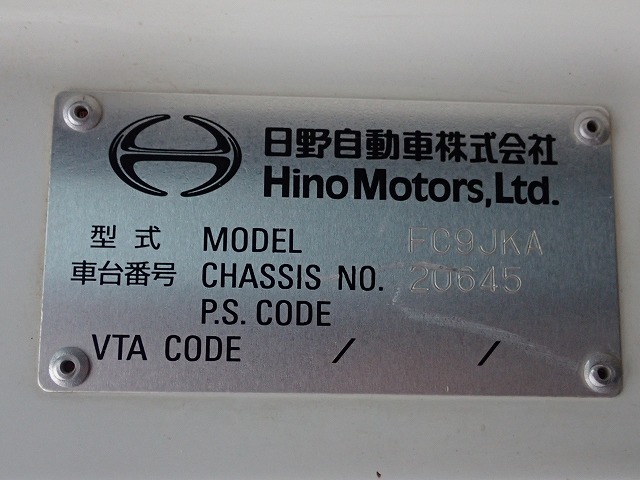 日野自動車株式会社
Hino Motors, Ltd.
型式 MODEL FC9JKA
車台番号 CHASSIS NO. 20645
P.S. CODE
VTA CODE / /